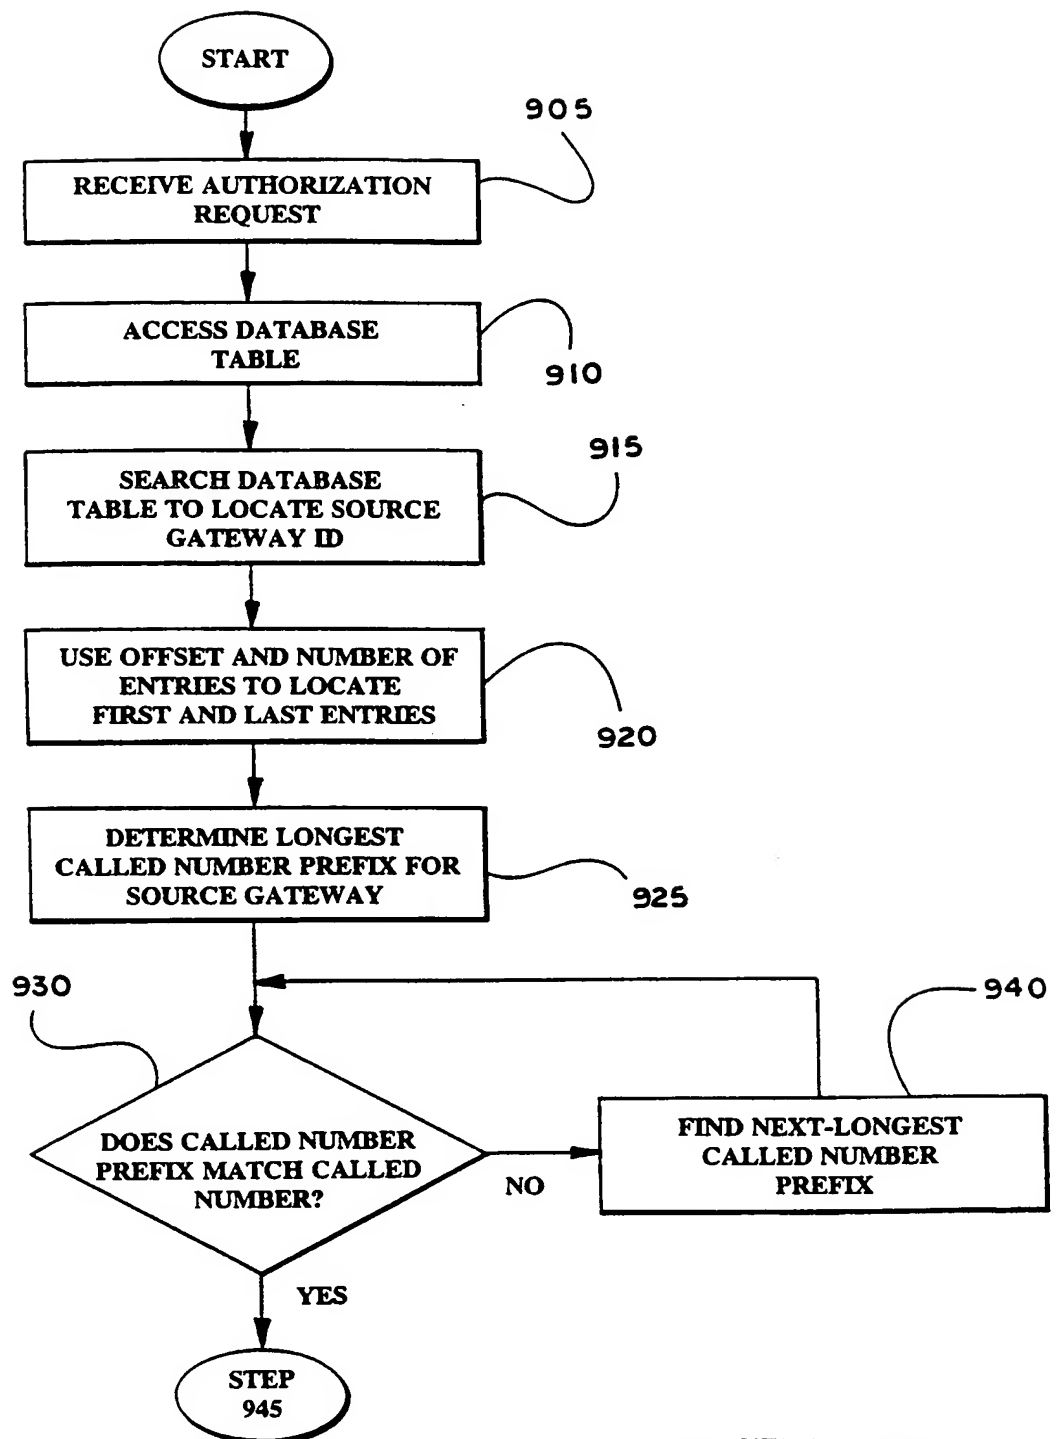 START
905
RECEIVE AUTHORIZATION
REQUEST
ACCESS DATABASE
TABLE
910
915
SEARCH DATABASE
TABLE TO LOCATE SOURCE
GATEWAY ID
USE OFFSET AND NUMBER OF
ENTRIES TO LOCATE
FIRST AND LAST ENTRIES
920
DETERMINE LONGEST
CALLED NUMBER PREFIX FOR
SOURCE GATEWAY
925
930
940
DOES CALLED NUMBER
PREFIX MATCH CALLED
NUMBER?
NO
FIND NEXT-LONGEST
CALLED NUMBER
PREFIX
YES
STEP
945